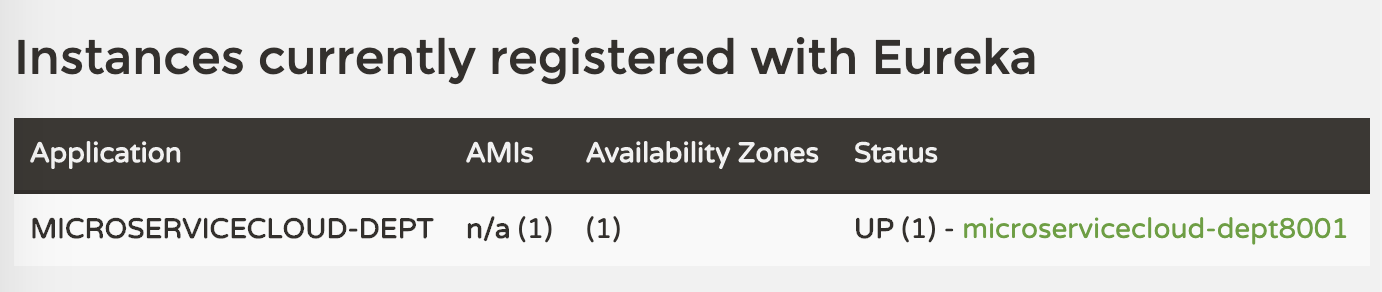 Instances currently registered with Eureka
Application AMIs Availability Zones Status
MICROSERVICECLOUD-DEPT n/a (1) (1) UP (1) - microservicecloud-dept8001